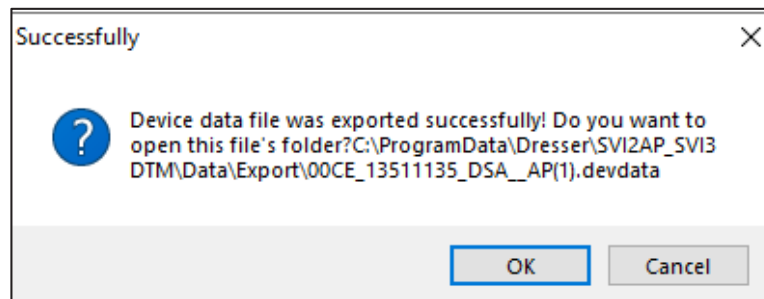 Successfully
Device data file was exported successfully! Do you want to
open this file's folder?C:\ProgramData\Dresser\SVI2AP_SVI3
DTM\Data\Export\00CE_13511135_DSA__AP(1).devdata
OK
Cancel